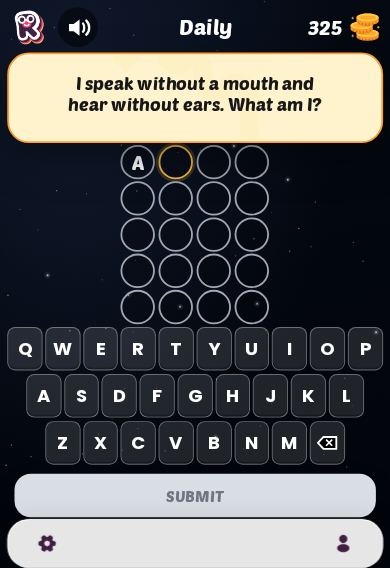 R
Daily
325
I speak without a mouth and
hear without ears. What am I?
A
Q W E R T Y U I O P
A S D F G H J K L
Z X C V B N M
SUBMIT